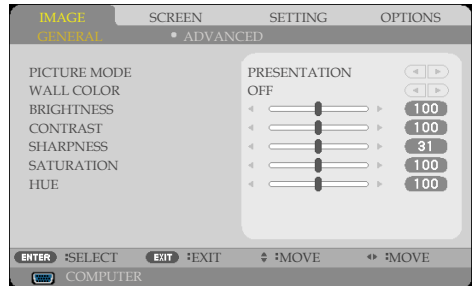 IMAGE SCREEN SETTING OPTIONS
GENERAL • ADVANCED
PICTURE MODE PRESENTATION
WALL COLOR OFF
BRIGHTNESS 100
CONTRAST 100
SHARPNESS 31
SATURATION 100
HUE 100
ENTER :SELECT EXIT :EXIT :MOVE :MOVE
COMPUTER